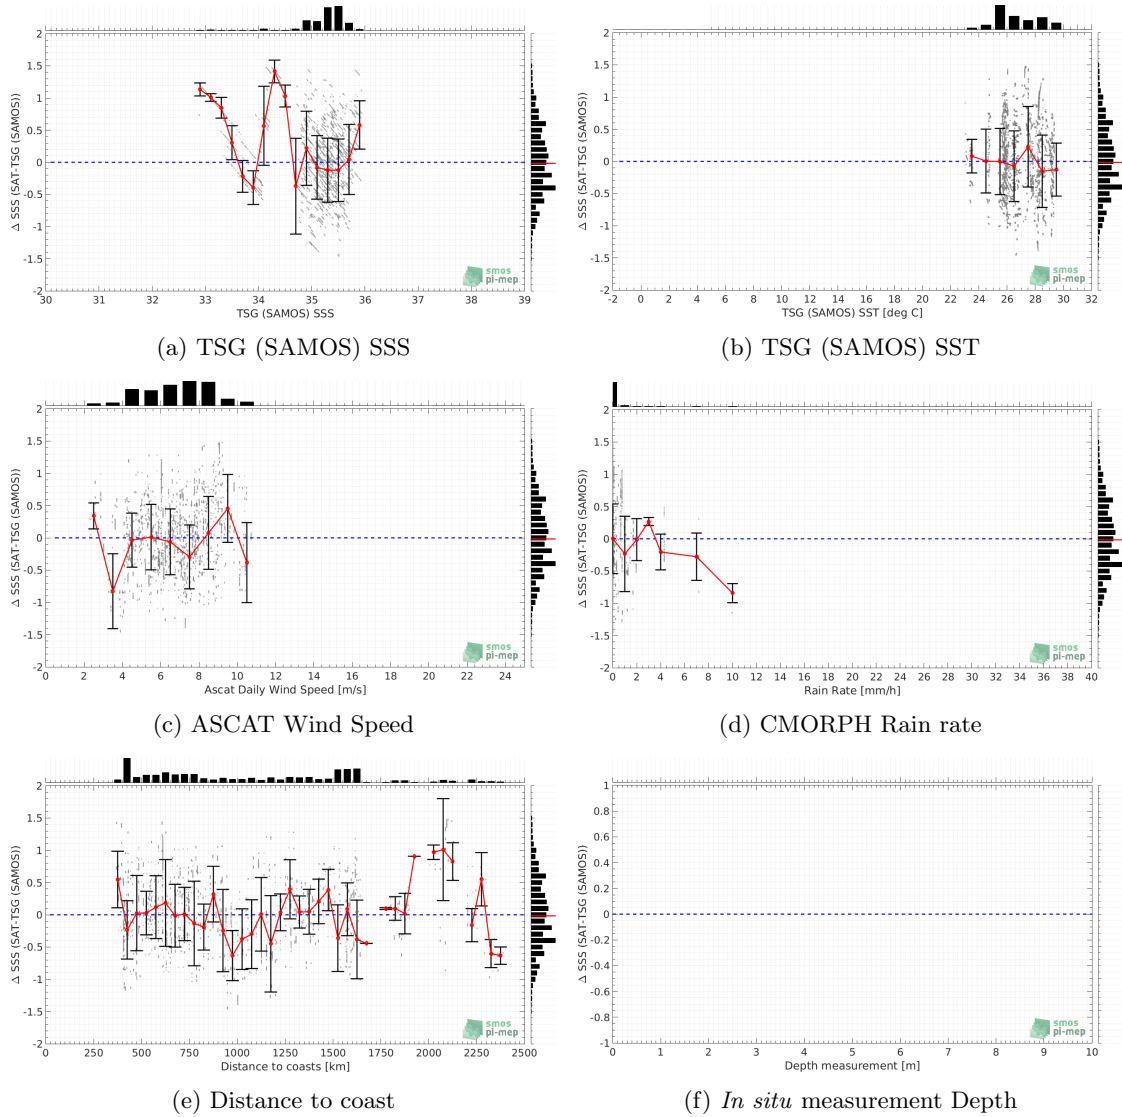 2
1.5
1
0.5
0
-0.5
-1
-1.5
-2
Δ SSS (SAT-TSG (SAMOS))
30 31 32 33 34 35 36 37 38 39
TSG (SAMOS) SSS
smos
pi-mep
(a) TSG (SAMOS) SSS
2
1.5
1
0.5
0
-0.5
-1
-1.5
-2
Δ SSS (SAT-TSG (SAMOS))
-2 0 2 4 6 8 10 12 14 16 18 20 22 24 26 28 30 32
TSG (SAMOS) SST [deg C]
smos
pi-mep
(b) TSG (SAMOS) SST
2
1.5
1
0.5
0
-0.5
-1
-1.5
-2
Δ SSS (SAT-TSG (SAMOS))
0 2 4 6 8 10 12 14 16 18 20 22 24
Ascat Daily Wind Speed [m/s]
smos
pi-mep
(c) ASCAT Wind Speed
2
1.5
1
0.5
0
-0.5
-1
-1.5
-2
Δ SSS (SAT-TSG (SAMOS))
0 2 4 6 8 10 12 14 16 18 20 22 24 26 28 30 32 34 36 38 40
Rain Rate [mm/h]
smos
pi-mep
(d) CMORPH Rain rate
2
1.5
1
0.5
0
-0.5
-1
-1.5
-2
Δ SSS (SAT-TSG (SAMOS))
0 250 500 750 1000 1250 1500 1750 2000 2250 2500
Distance to coasts [km]
smos
pi-mep
(e) Distance to coast
1
0.8
0.6
0.4
0.2
0
-0.2
-0.4
-0.6
-0.8
-1
Δ SSS (SAT-TSG (SAMOS))
0 1 2 3 4 5 6 7 8 9 10
Depth measurement [m]
smos
pi-mep
(f) In situ measurement Depth